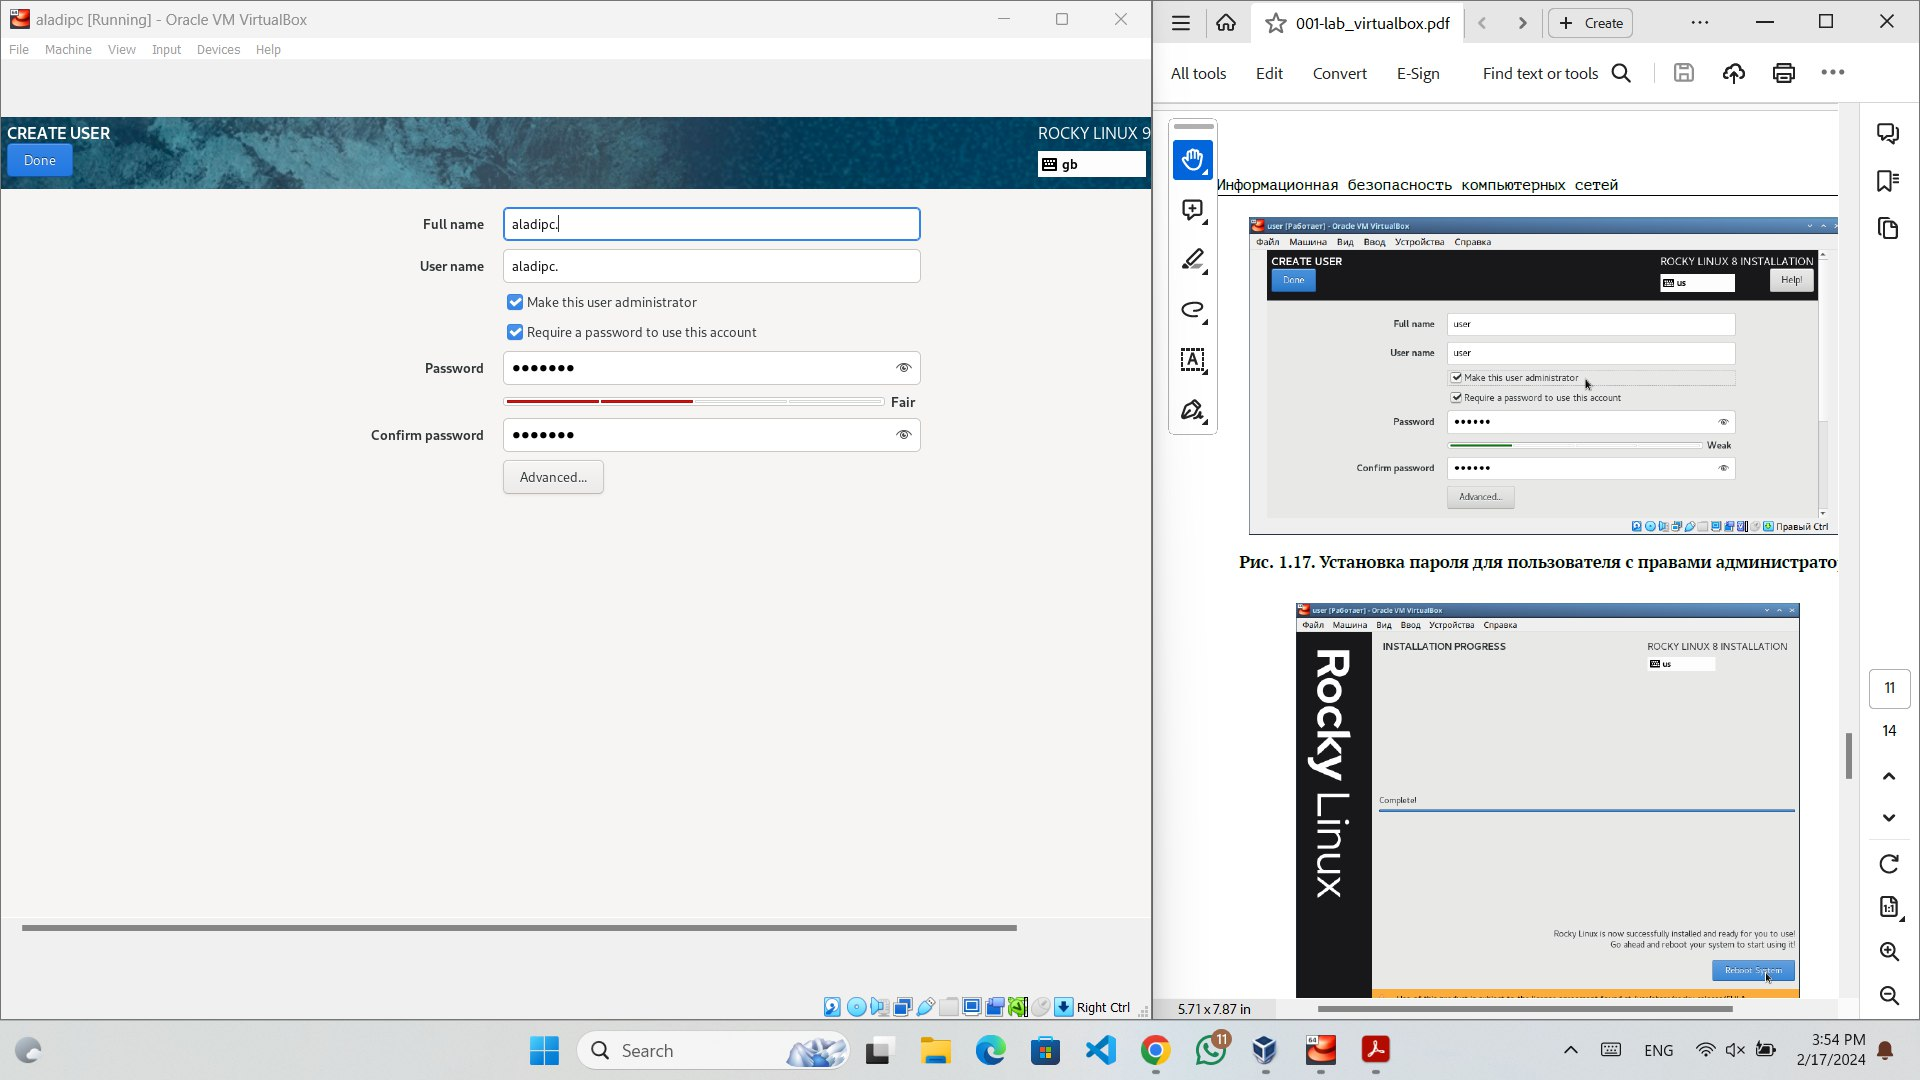 aladipc [Running] - Oracle VM VirtualBox
File Machine View Input Devices Help
CREATE USER
ROCKY LINUX 9
Done
gb
Full name
aladipc.
User name
aladipc.
Make this user administrator
Require a password to use this account
Password
•••••••
Fair
Confirm password
•••••••
Advanced...
Right Ctrl
001-lab_virtualbox.pdf
Create
All tools Edit Convert E-Sign Find text or tools
Информационная безопасность компьютерных сетей
user [Работает] - Oracle VM VirtualBox
Файл Машина Вид Ввод Устройства Справка
CREATE USER
ROCKY LINUX 8 INSTALLATION
Done
us
Help!
Full name
user
User name
user
Make this user administrator
Require a password to use this account
Password
••••••
Weak
Confirm password
••••••
Advanced...
Правый Ctrl
Рис. 1.17. Установка пароля для пользователя с правами администрато
user [Работает] - Oracle VM VirtualBox
Файл Машина Вид Ввод Устройства Справка
INSTALLATION PROGRESS
ROCKY LINUX 8 INSTALLATION
us
Rocky Linux
Complete!
Rocky Linux is now successfully installed and ready for you to use!
Go ahead and reboot your system to start using it!
Reboot System
11
14
1:1
5.71 x 7.87 in
Search
11
64
ENG
3:54 PM
2/17/2024